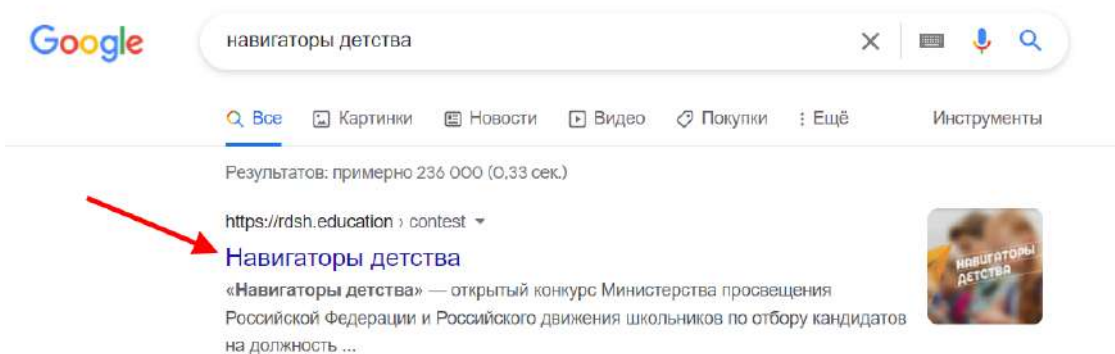 Google
навигаторы детства
Все Картинки Новости Видео Покупки Ещё Инструменты
Результатов: примерно 236 000 (0,33 сек.)
https://rdsh.education › contest
Навигаторы детства
«Навигаторы детства» — открытый конкурс Министерства просвещения
Российской Федерации и Российского движения школьников по отбору кандидатов
на должность ...
НАВИГАТОРЫ
ДЕТСТВА